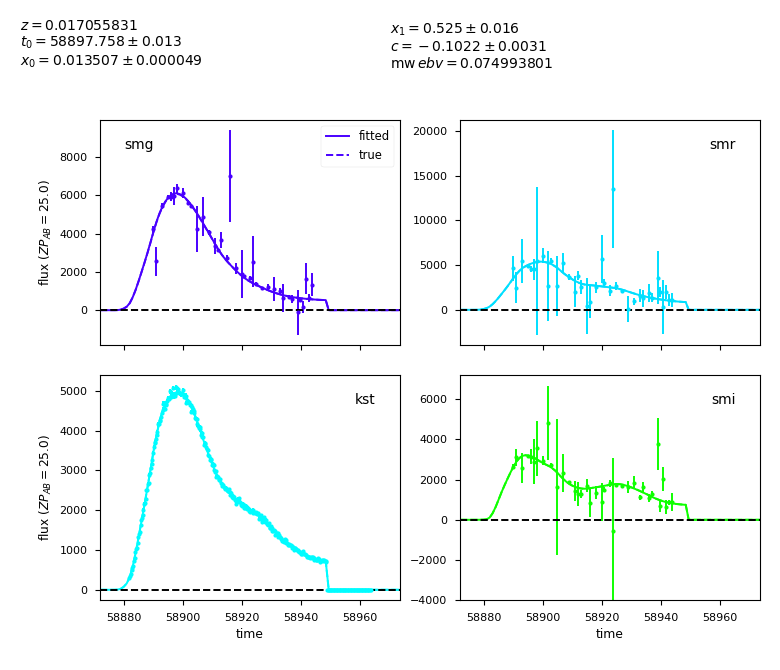 z = 0.017055831
t₀ = 58897.758 ± 0.013
x₀ = 0.013507 ± 0.000049
x₁ = 0.525 ± 0.016
c = −0.1022 ± 0.0031
mw ebv = 0.074993801
smg
fitted
true
8000
6000
4000
2000
0
flux (ZP_AB = 25.0)
smr
20000
15000
10000
5000
0
kst
5000
4000
3000
2000
1000
0
flux (ZP_AB = 25.0)
58880 58900 58920 58940 58960
time
smi
6000
4000
2000
0
−2000
−4000
58880 58900 58920 58940 58960
time